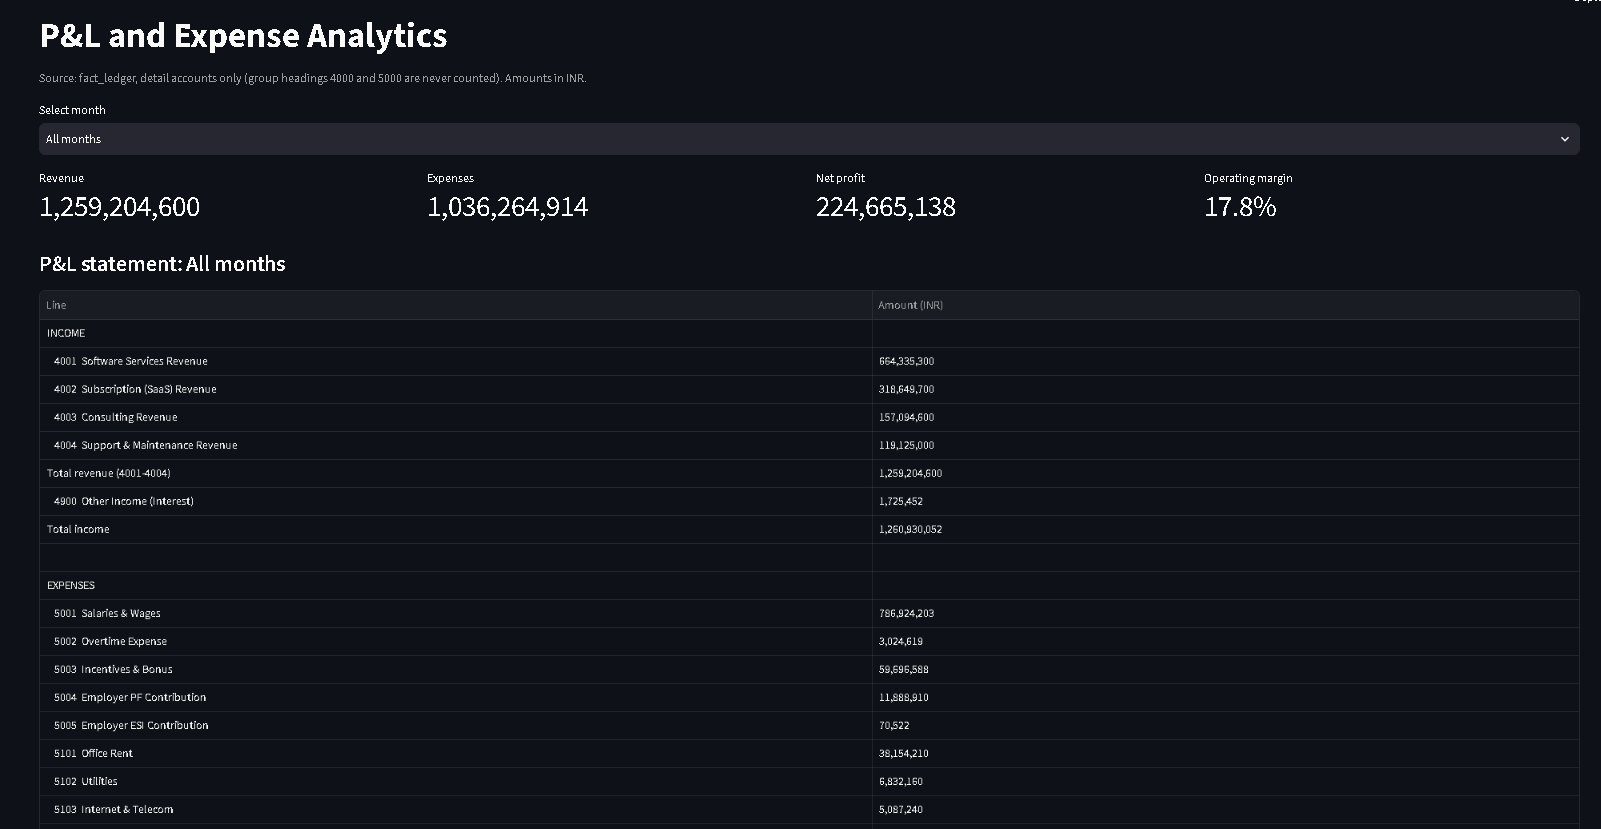 P&L and Expense Analytics
Source: fact_ledger, detail accounts only (group headings 4000 and 5000 are never counted). Amounts in INR.
Select month
All months
Revenue Expenses Net profit Operating margin
1,259,204,600 1,036,264,914 224,665,138 17.8%
P&L statement: All months
Line Amount (INR)
INCOME
4001 Software Services Revenue 664,335,300
4002 Subscription (SaaS) Revenue 318,649,700
4003 Consulting Revenue 157,094,600
4004 Support & Maintenance Revenue 119,125,000
Total revenue (4001-4004) 1,259,204,600
4900 Other Income (Interest) 1,725,452
Total income 1,260,930,052
EXPENSES
5001 Salaries & Wages 786,924,203
5002 Overtime Expense 3,024,619
5003 Incentives & Bonus 59,696,588
5004 Employer PF Contribution 11,888,910
5005 Employer ESI Contribution 70,522
5101 Office Rent 38,154,210
5102 Utilities 6,832,160
5103 Internet & Telecom 5,087,240